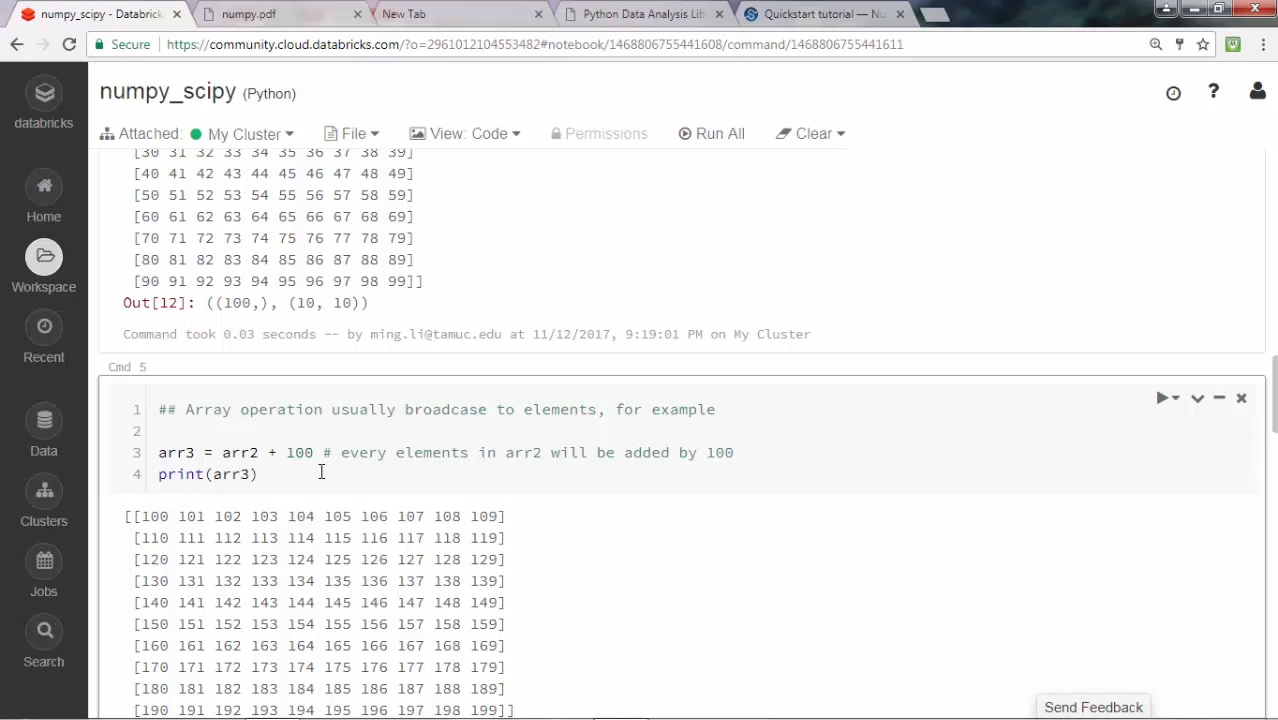 numpy_scipy - Databrick
numpy.pdf
New Tab
Python Data Analysis Lib
Quickstart tutorial — Nu
Secure
https://community.cloud.databricks.com/?o=2961012104553482#notebook/1468806755441608/command/1468806755441611
databricks
Home
Workspace
Recent
Data
Clusters
Jobs
Search
numpy_scipy (Python)
Attached: My Cluster File View: Code Permissions Run All Clear
[30 31 32 33 34 35 36 37 38 39]
[40 41 42 43 44 45 46 47 48 49]
[50 51 52 53 54 55 56 57 58 59]
[60 61 62 63 64 65 66 67 68 69]
[70 71 72 73 74 75 76 77 78 79]
[80 81 82 83 84 85 86 87 88 89]
[90 91 92 93 94 95 96 97 98 99]]
Out[12]: ((100,), (10, 10))
Command took 0.03 seconds -- by ming.li@tamuc.edu at 11/12/2017, 9:19:01 PM on My Cluster
Cmd 5
1 ## Array operation usually broadcase to elements, for example
2
3 arr3 = arr2 + 100 # every elements in arr2 will be added by 100
4 print(arr3)
[[100 101 102 103 104 105 106 107 108 109]
[110 111 112 113 114 115 116 117 118 119]
[120 121 122 123 124 125 126 127 128 129]
[130 131 132 133 134 135 136 137 138 139]
[140 141 142 143 144 145 146 147 148 149]
[150 151 152 153 154 155 156 157 158 159]
[160 161 162 163 164 165 166 167 168 169]
[170 171 172 173 174 175 176 177 178 179]
[180 181 182 183 184 185 186 187 188 189]
[190 191 192 193 194 195 196 197 198 199]]
Send Feedback